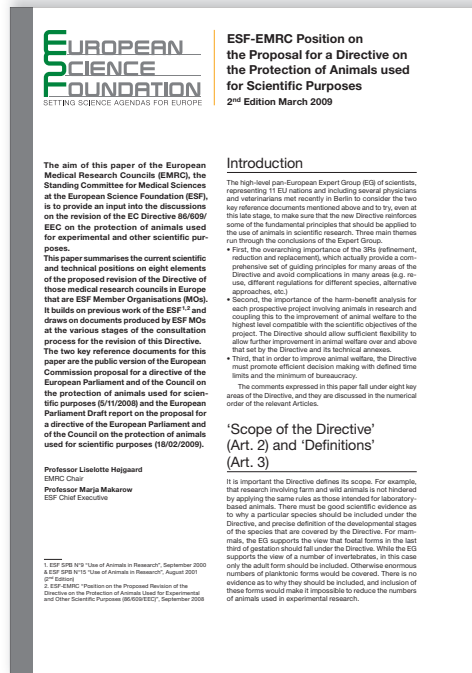 EUROPEAN
SCIENCE
FOUNDATION
SETTING SCIENCE AGENDAS FOR EUROPE
ESF-EMRC Position on
the Proposal for a Directive on
the Protection of Animals used
for Scientific Purposes
2nd Edition March 2009
The aim of this paper of the European
Medical Research Councils (EMRC), the
Standing Committee for Medical Sciences
at the European Science Foundation (ESF),
is to provide an input into the discussions
on the revision of the EC Directive 86/609/
EEC on the protection of animals used
for experimental and other scientific pur-
poses.
This paper summarises the current scientific
and technical positions on eight elements
of the proposed revision of the Directive of
those medical research councils in Europe
that are ESF Member Organisations (MOs).
It builds on previous work of the ESF1,2 and
draws on documents produced by ESF MOs
at the various stages of the consultation
process for the revision of this Directive.
The two key reference documents for this
paper are the public version of the European
Commission proposal for a directive of the
European Parliament and of the Council on
the protection of animals used for scien-
tific purposes (5/11/2008) and the European
Parliament Draft report on the proposal for
a directive of the European Parliament and
of the Council on the protection of animals
used for scientific purposes (18/02/2009).
Professor Liselotte Højgaard
EMRC Chair
Professor Marja Makarow
ESF Chief Executive
1. ESF SPB N°9 "Use of Animals in Research", September 2000
& ESF SPB N°15 "Use of Animals in Research", August 2001
(2nd Edition)
2. ESF-EMRC "Position on the Proposed Revision of the
Directive on the Protection of Animals Used for Experimental
and Other Scientific Purposes (86/609/EEC)", September 2008
Introduction
The high-level pan-European Expert Group (EG) of scientists,
representing 11 EU nations and including several physicians
and veterinarians met recently in Berlin to consider the two
key reference documents mentioned above and to try, even at
this late stage, to make sure that the new Directive reinforces
some of the fundamental principles that should be applied to
the use of animals in scientific research. Three main themes
run through the conclusions of the Expert Group.
• First, the overarching importance of the 3Rs (refinement,
reduction and replacement), which actually provide a com-
prehensive set of guiding principles for many areas of the
Directive and avoid complications in many areas (e.g. re-
use, different regulations for different species, alternative
approaches, etc.)
• Second, the importance of the harm-benefit analysis for
each prospective project involving animals in research and
coupling this to the improvement of animal welfare to the
highest level compatible with the scientific objectives of the
project. The Directive should allow sufficient flexibility to
allow further improvement in animal welfare over and above
that set by the Directive and its technical annexes.
• Third, that in order to improve animal welfare, the Directive
must promote efficient decision making with defined time
limits and the minimum of bureaucracy.
The comments expressed in this paper fall under eight key
areas of the Directive, and they are discussed in the numerical
order of the relevant Articles.
'Scope of the Directive'
(Art. 2) and 'Definitions'
(Art. 3)
It is important the Directive defines its scope. For example,
that research involving farm and wild animals is not hindered
by applying the same rules as those intended for laboratory-
based animals. There must be good scientific evidence as
to why a particular species should be included under the
Directive, and precise definition of the developmental stages
of the species that are covered by the Directive. For mam-
mals, the EG supports the view that foetal forms in the last
third of gestation should fall under the Directive. While the EG
supports the view of a number of invertebrates, in this case
only the adult form should be included. Otherwise enormous
numbers of planktonic forms would be covered. There is no
evidence as to why they should be included, and inclusion of
these forms would make it impossible to reduce the numbers
of animals used in experimental research.